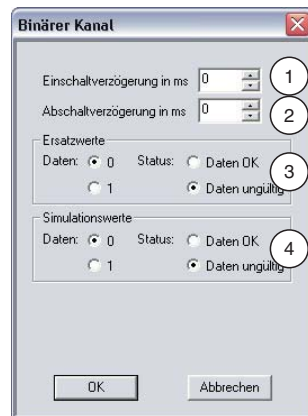 Binärer Kanal
Einschaltverzögerung in ms 0 1
Abschaltverzögerung in ms 0 2
Ersatzwerte
Daten: 0 Status: Daten OK
1 Daten ungültig 3
Simulationswerte
Daten: 0 Status: Daten OK
1 Daten ungültig 4
OK Abbrechen